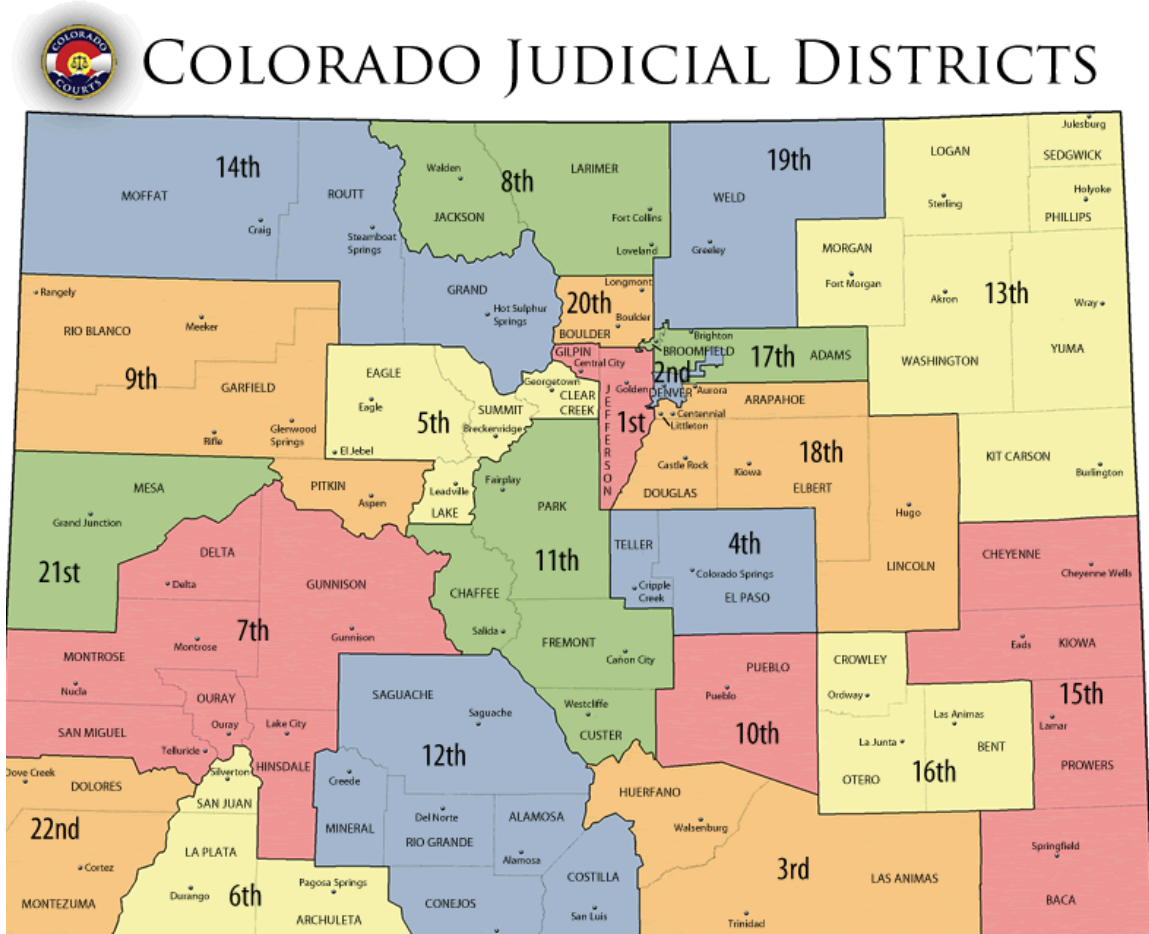 COLORADO
COURTS
COLORADO JUDICIAL DISTRICTS
Julesburg
14th
19th
LOGAN
SEDGWICK
Walden
8th
LARIMER
MOFFAT
ROUTT
WELD
Holyoke
Sterling
JACKSON
Fort Collins
PHILLIPS
Craig
Steamboat
Springs
Loveland
Greeley
MORGAN
Longmont
Fort Morgan
GRAND
Rangely
20th
Akron
13th
Wray
Hot Sulphur
Springs
Boulder
RIO BLANCO
Meeker
BOULDER
Brighton
GILPIN
BROOMFIELD
17th
ADAMS
YUMA
Central City
WASHINGTON
9th
EAGLE
2nd
GARFIELD
Georgetown
Golden
DENVER
Aurora
CLEAR
CREEK
ARAPAHOE
Eagle
SUMMIT
JEFFERSON
Centennial
5th
1st
Littleton
Glenwood
Springs
Breckenridge
Rifle
El Jebel
18th
KIT CARSON
Castle Rock
Kiowa
Burlington
MESA
PITKIN
Leadville
Fairplay
DOUGLAS
ELBERT
Aspen
LAKE
PARK
Hugo
Grand Junction
TELLER
4th
DELTA
CHEYENNE
21st
11th
LINCOLN
Delta
GUNNISON
Colorado Springs
Cheyenne Wells
CHAFFEE
Cripple
Creek
EL PASO
7th
Salida
Gunnison
FREMONT
Montrose
Eads
KIOWA
MONTROSE
Cañon City
CROWLEY
PUEBLO
Nucla
SAGUACHE
Pueblo
Ordway
15th
OURAY
Westcliffe
Saguache
Las Animas
Lamar
Ouray
Lake City
SAN MIGUEL
CUSTER
10th
La Junta
BENT
Telluride
12th
HINSDALE
PROWERS
Dove Creek
Silverton
Creede
OTERO
16th
DOLORES
HUERFANO
SAN JUAN
Del Norte
ALAMOSA
22nd
MINERAL
Walsenburg
RIO GRANDE
Springfield
LA PLATA
Alamosa
Cortez
3rd
COSTILLA
LAS ANIMAS
Pagosa Springs
Durango
6th
BACA
MONTEZUMA
CONEJOS
San Luis
ARCHULETA
Trinidad